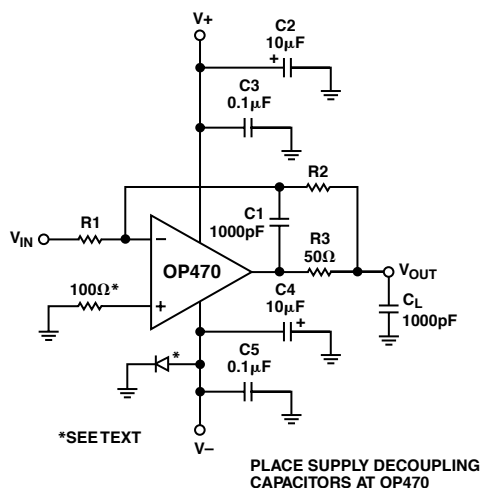 V+
C2
10μF
+
C3
0.1μF
R2
R1
VIN
C1
1000pF
R3
50Ω
–
OP470
+
VOUT
100Ω*
C4
10μF
+
CL
1000pF
*
C5
0.1μF
*SEE TEXT
V–
PLACE SUPPLY DECOUPLING
CAPACITORS AT OP470